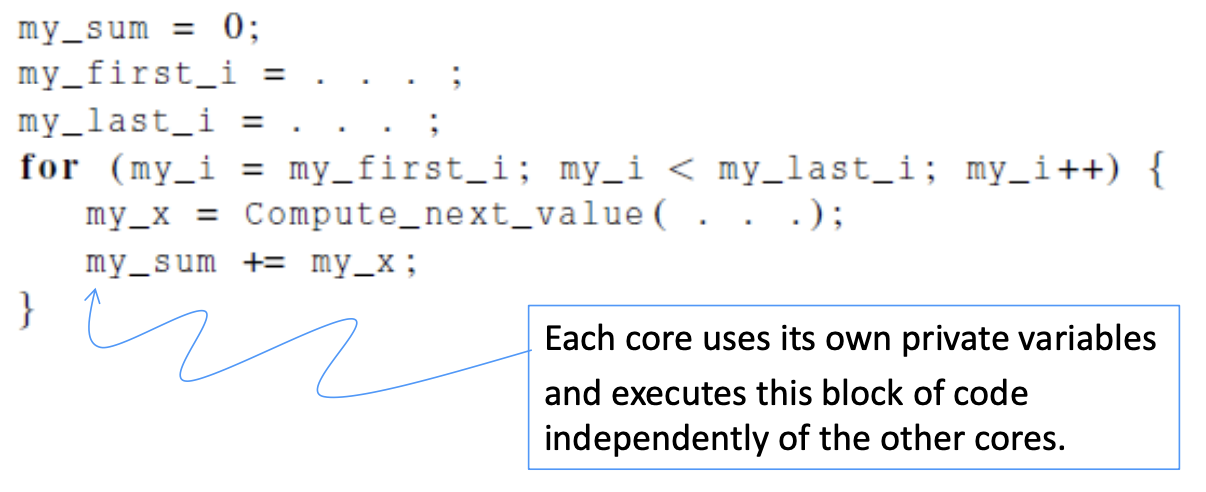 my_sum = 0;
my_first_i = . . . ;
my_last_i = . . . ;
for (my_i = my_first_i; my_i < my_last_i; my_i++) {
my_x = Compute_next_value( . . .);
my_sum += my_x;
}
Each core uses its own private variables
and executes this block of code
independently of the other cores.